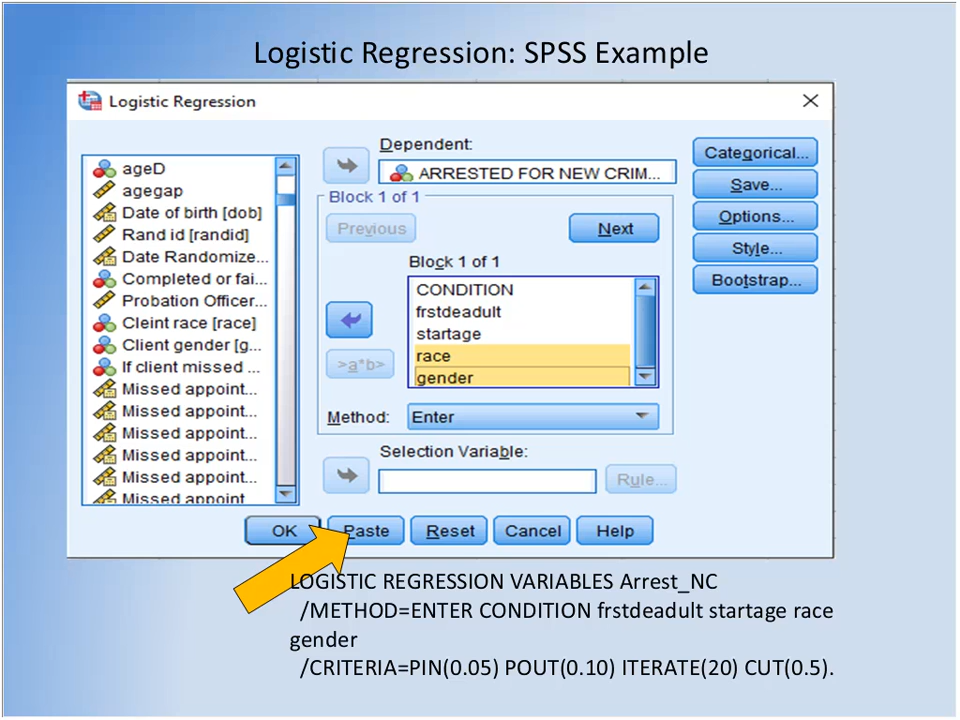 Logistic Regression: SPSS Example
Logistic Regression
ageD
agegap
Date of birth [dob]
Rand id [randid]
Date Randomize...
Completed or fai...
Probation Officer...
Cleint race [race]
Client gender [g...
If client missed ...
Missed appoint...
Missed appoint...
Missed appoint...
Missed appoint...
Missed appoint...
Missed appoint
Dependent:
ARRESTED FOR NEW CRIM...
Block 1 of 1
Previous
Next
Block 1 of 1
CONDITION
frstdeadult
startage
race
gender
>a*b>
Method:
Enter
Selection Variable:
Rule...
Categorical...
Save...
Options...
Style...
Bootstrap...
OK
Paste
Reset
Cancel
Help
LOGISTIC REGRESSION VARIABLES Arrest_NC
/METHOD=ENTER CONDITION frstdeadult startage race
gender
/CRITERIA=PIN(0.05) POUT(0.10) ITERATE(20) CUT(0.5).